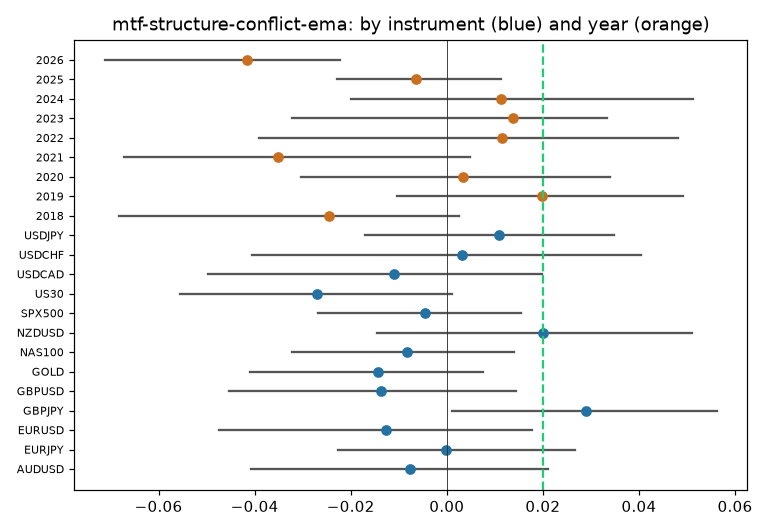 mtf-structure-conflict-ema: by instrument (blue) and year (orange)
2026
2025
2024
2023
2022
2021
2020
2019
2018
USDJPY
USDCHF
USDCAD
US30
SPX500
NZDUSD
NAS100
GOLD
GBPUSD
GBPJPY
EURUSD
EURJPY
AUDUSD
−0.06 −0.04 −0.02 0.00 0.02 0.04 0.06